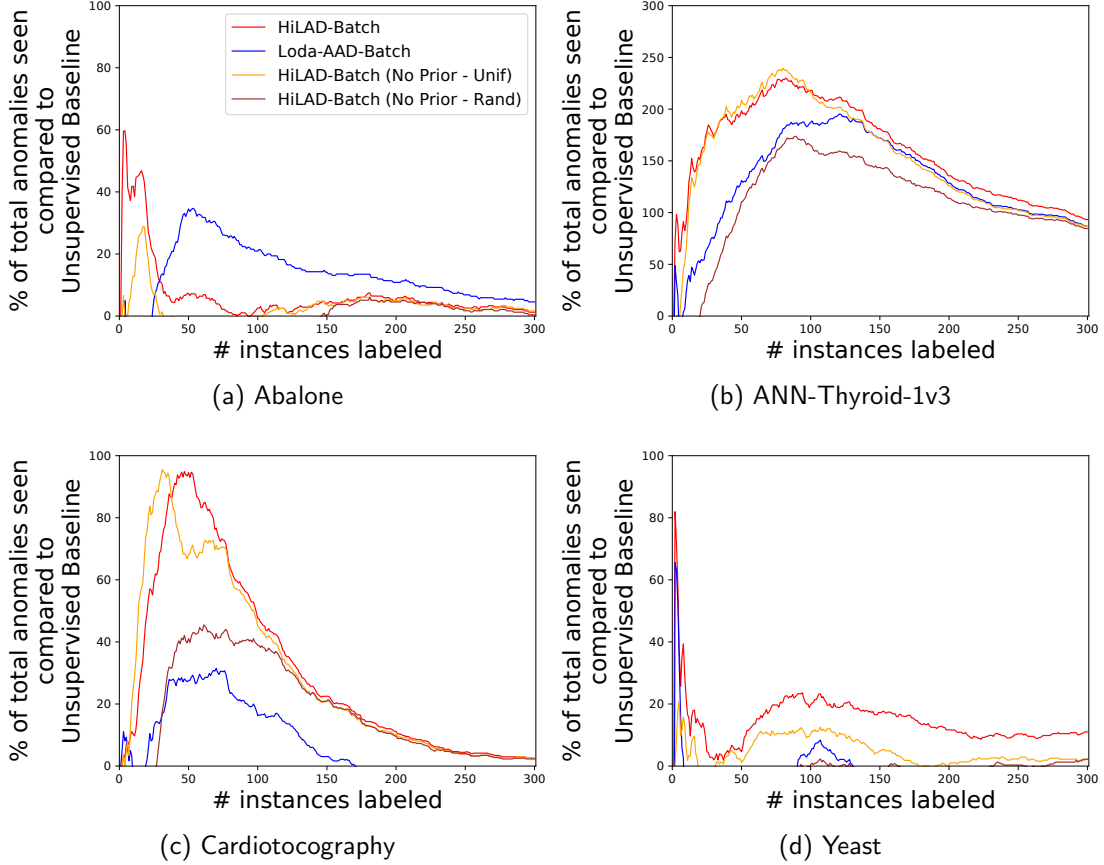 % of total anomalies seen
compared to
Unsupervised Baseline
100
80
60
40
20
0
0
50
100
150
200
250
300
# instances labeled
HiLAD-Batch
Loda-AAD-Batch
HiLAD-Batch (No Prior - Unif)
HiLAD-Batch (No Prior - Rand)
(a) Abalone
% of total anomalies seen
compared to
Unsupervised Baseline
300
250
200
150
100
50
0
0
50
100
150
200
250
300
# instances labeled
(b) ANN-Thyroid-1v3
% of total anomalies seen
compared to
Unsupervised Baseline
100
80
60
40
20
0
0
50
100
150
200
250
300
# instances labeled
(c) Cardiotocography
% of total anomalies seen
compared to
Unsupervised Baseline
100
80
60
40
20
0
0
50
100
150
200
250
300
# instances labeled
(d) Yeast